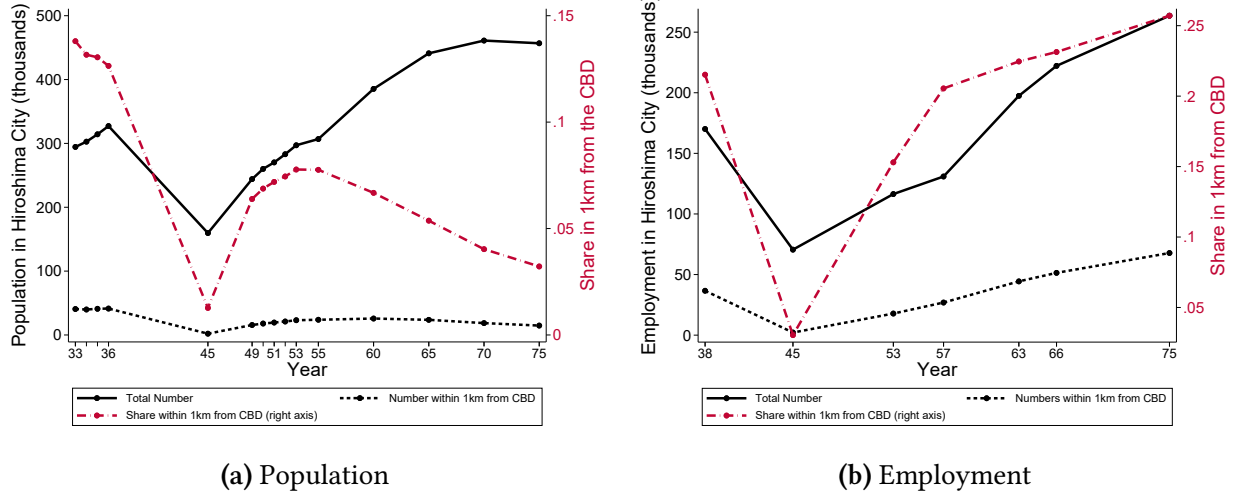 Population in Hiroshima City (thousands)
500
400
300
200
100
0
.15
.1
.05
0
Share in 1km from the CBD
33 36 45 49 51 53 55 60 65 70 75
Year
Total Number
Number within 1km from CBD
Share within 1km from CBD (right axis)
(a) Population
Employment in Hiroshima City (thousands)
250
200
150
100
50
0
.25
.2
.15
.1
.05
Share in 1km from CBD
38 45 53 57 63 66 75
Year
Total Number
Numbers within 1km from CBD
Share within 1km from CBD (right axis)
(b) Employment